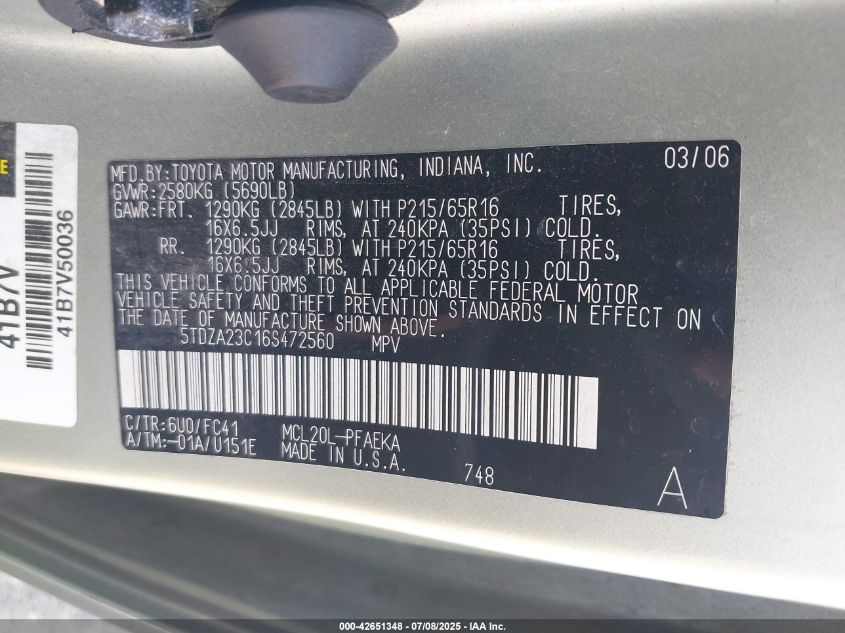 MFD.BY:TOYOTA MOTOR MANUFACTURING, INDIANA, INC. 03/06
GVWR:2580KG (5690LB)
GAWR:FRT. 1290KG (2845LB) WITH P215/65R16 TIRES,
16X6.5JJ RIMS, AT 240KPA (35PSI) COLD.
RR. 1290KG (2845LB) WITH P215/65R16 TIRES,
16X6.5JJ RIMS, AT 240KPA (35PSI) COLD.
THIS VEHICLE CONFORMS TO ALL APPLICABLE FEDERAL MOTOR
VEHICLE SAFETY AND THEFT PREVENTION STANDARDS IN EFFECT ON
THE DATE OF MANUFACTURE SHOWN ABOVE.
5TDZA23C16S472560 MPV
C/TR:6U0/FC41 MCL20L-PFAEKA
A/TM:-01A/U151E MADE IN U.S.A.
748
A
41B7V
41B7V50036
000-42651348 - 07/08/2025 - IAA Inc.